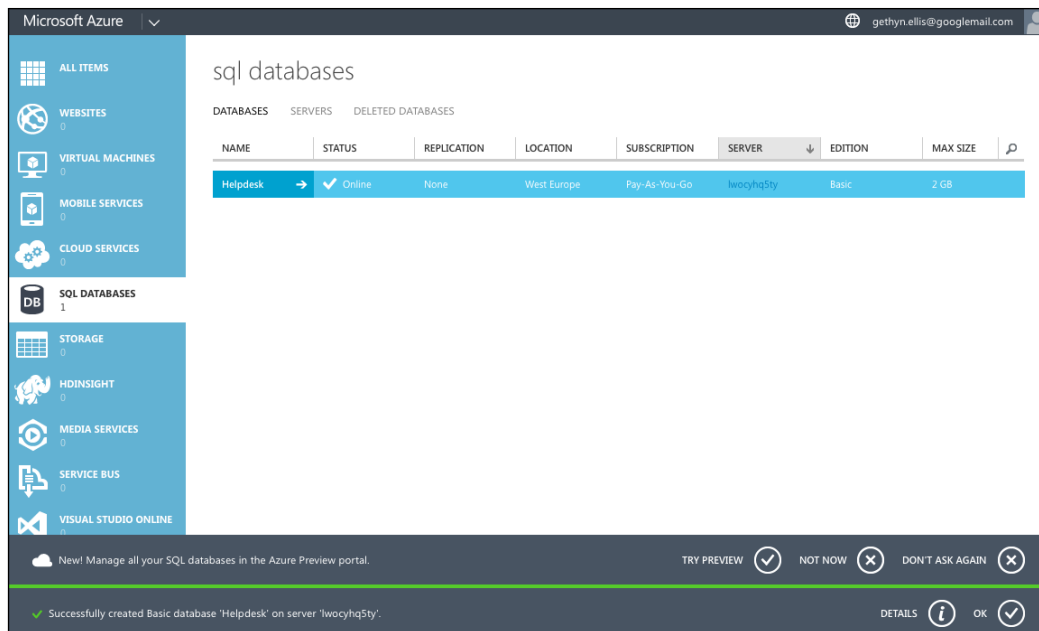 Microsoft Azure
gethyn.ellis@googlemail.com
ALL ITEMS
WEBSITES
0
VIRTUAL MACHINES
0
MOBILE SERVICES
0
CLOUD SERVICES
0
DB
SQL DATABASES
1
STORAGE
0
HDINSIGHT
0
MEDIA SERVICES
0
SERVICE BUS
0
VISUAL STUDIO ONLINE
0
sql databases
DATABASES SERVERS DELETED DATABASES
NAME STATUS REPLICATION LOCATION SUBSCRIPTION SERVER EDITION MAX SIZE
Helpdesk Online None West Europe Pay-As-You-Go lwocyhq5ty Basic 2 GB
New! Manage all your SQL databases in the Azure Preview portal. TRY PREVIEW NOT NOW DON'T ASK AGAIN
Successfully created Basic database 'Helpdesk' on server 'lwocyhq5ty'. DETAILS i OK